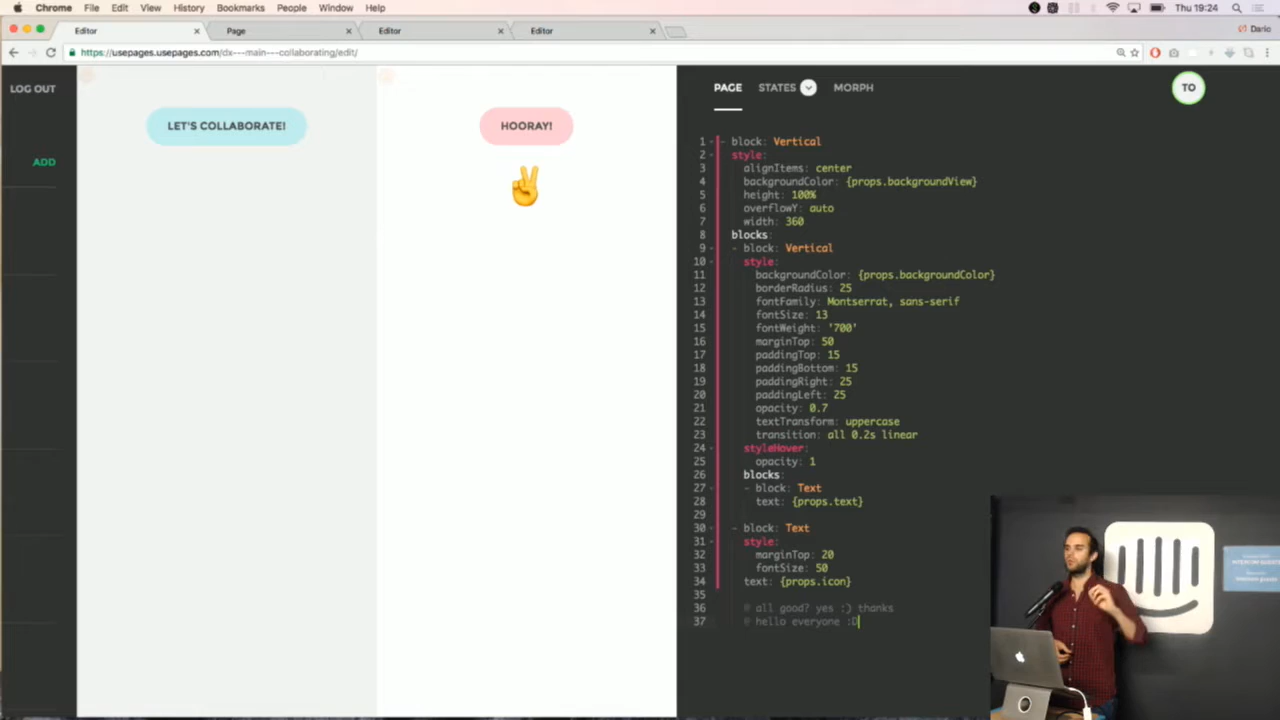 Chrome File Edit View History Bookmarks People Window Help Thu 19:24
Editor Page Editor Editor Dario
https://usepages.usepages.com/dx---main---collaborating/edit/
LOG OUT
ADD
LET'S COLLABORATE!
HOORAY!
PAGE STATES MORPH TO
1 - block: Vertical
2 style:
3 alignItems: center
4 backgroundColor: {props.backgroundView}
5 height: 100%
6 overflowY: auto
7 width: 360
8 blocks:
9 - block: Vertical
10 style:
11 backgroundColor: {props.backgroundColor}
12 borderRadius: 25
13 fontFamily: Montserrat, sans-serif
14 fontSize: 13
15 fontWeight: '700'
16 marginTop: 50
17 paddingTop: 15
18 paddingBottom: 15
19 paddingRight: 25
20 paddingLeft: 25
21 opacity: 0.7
22 textTransform: uppercase
23 transition: all 0.2s linear
24 styleHover:
25 opacity: 1
26 blocks:
27 - block: Text
28 text: {props.text}
29
30 - block: Text
31 style:
32 marginTop: 20
33 fontSize: 50
34 text: {props.icon}
35
36 # all good? yes :) thanks
37 # hello everyone :D